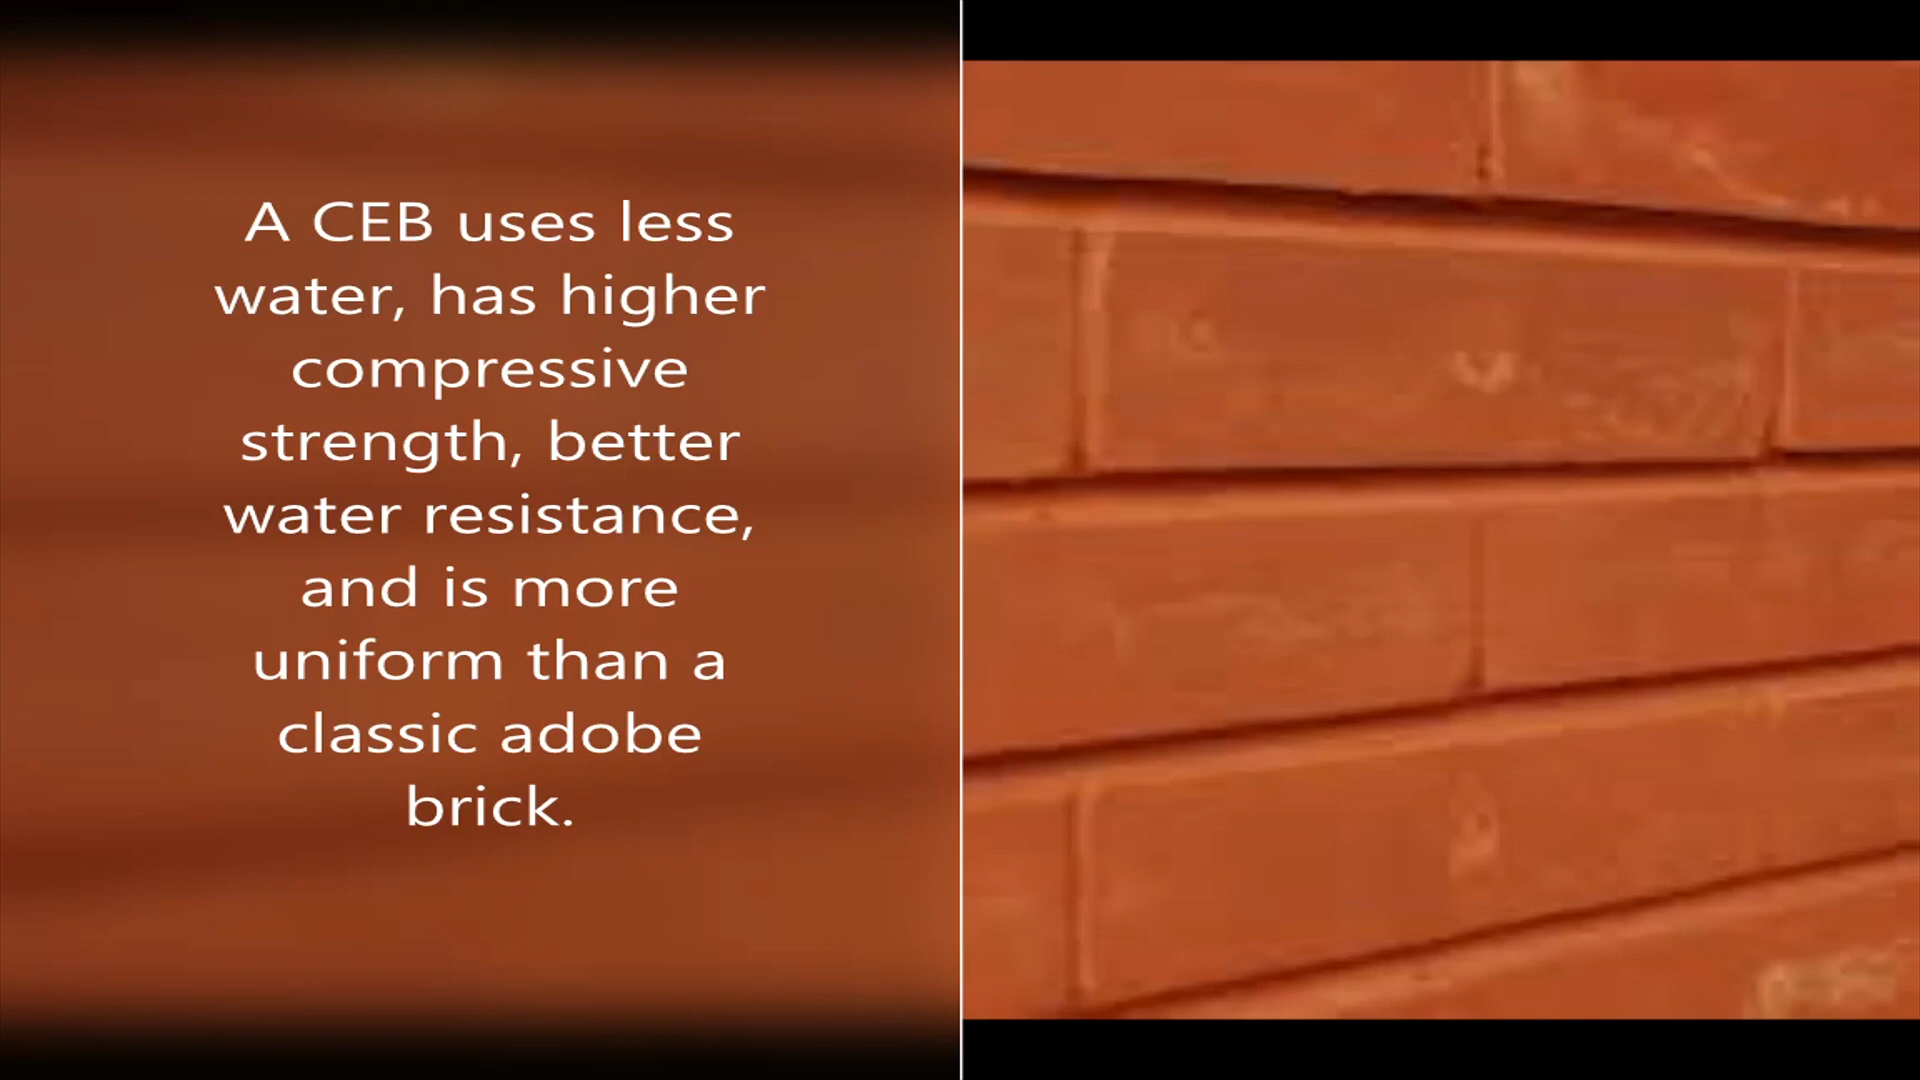 A CEB uses less
water, has higher
compressive
strength, better
water resistance,
and is more
uniform than a
classic adobe
brick.